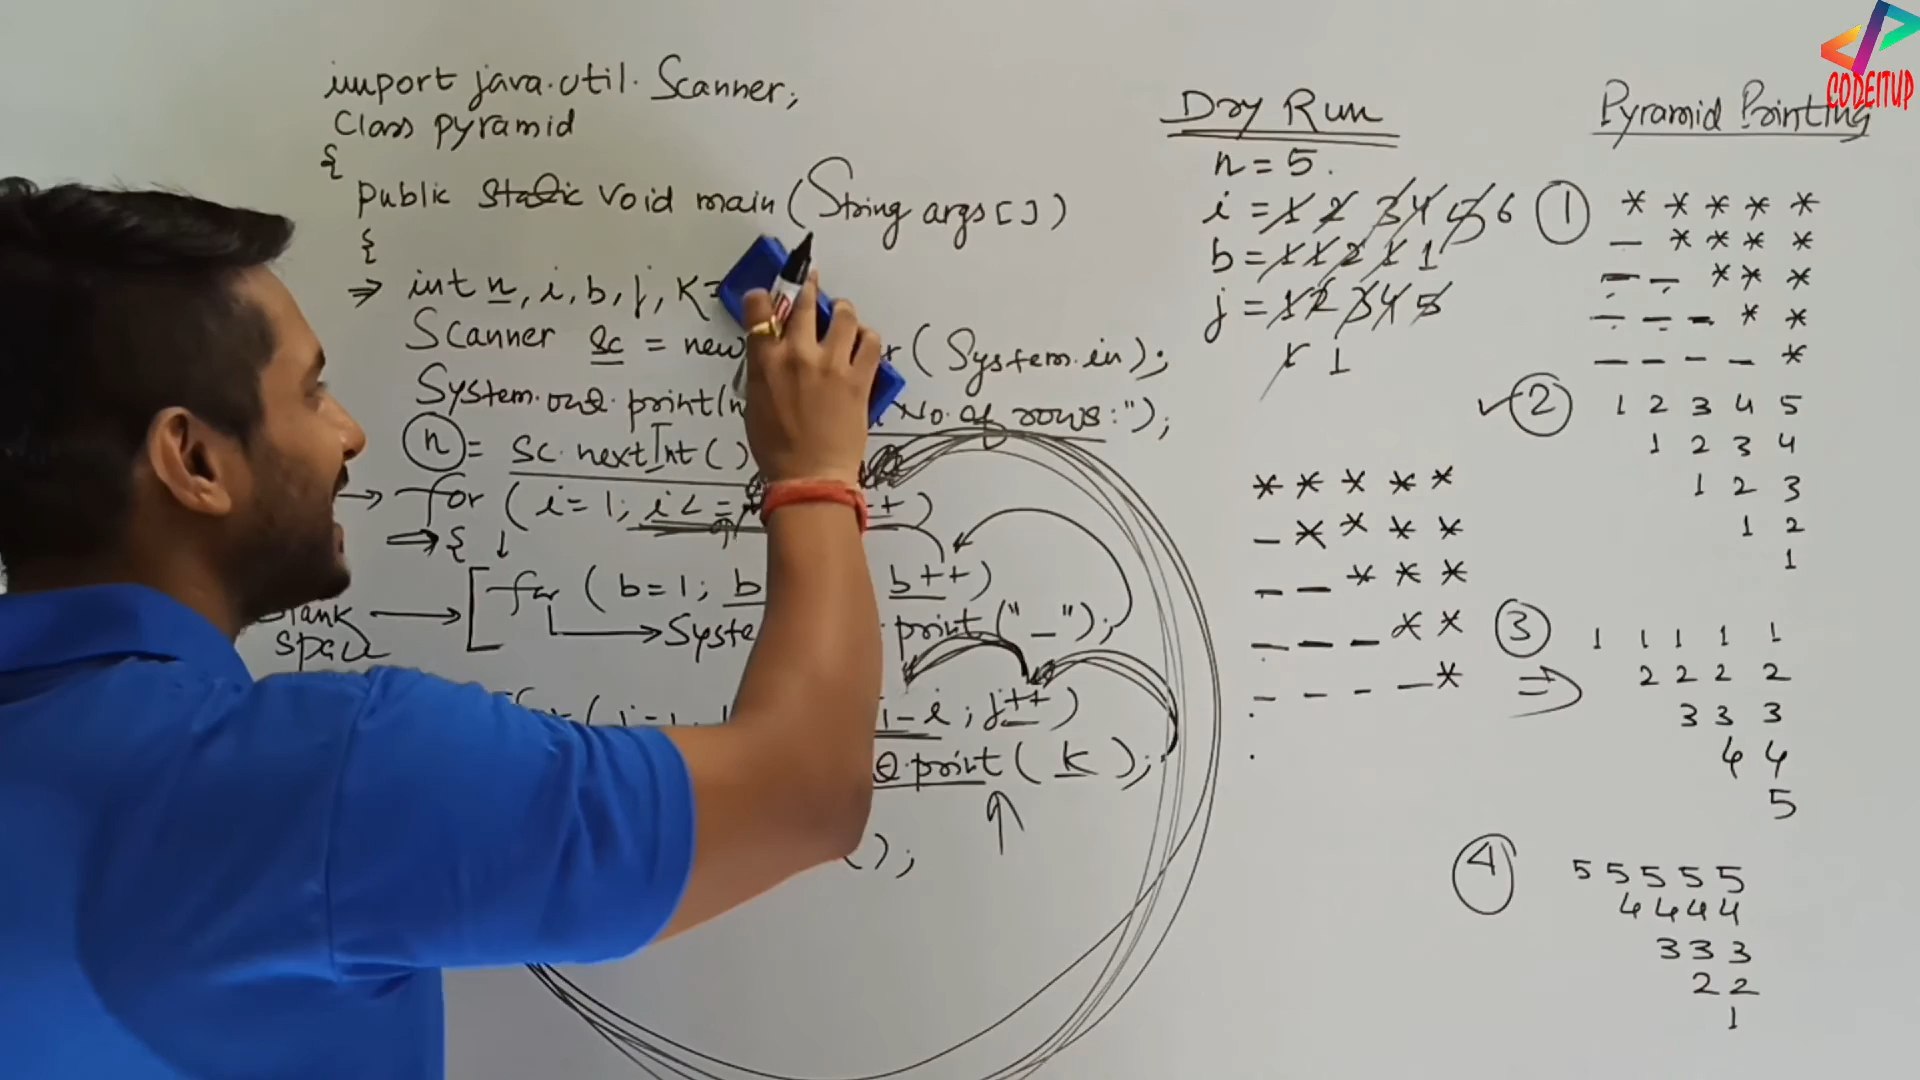 import java.util.Scanner;
Class pyramid
{
public static void main (String args[])
{
⇒ int n, i, b, j, K=
Scanner sc = new (System.in);
System.out.println No. of rows:");
n = sc.nextInt()
→ for (i=1; i<=
⇒ {
for (b=1; b b++)
Blank space → System print("_");
-i; j++)
print(K);
();
Dry Run
n = 5.
i = 1 2 3 4 5 6
b = 1 1 2 1 1
j = 1 2 3 4 5
1 1
* * * * *
_ * * * *
_ _ * * *
_ _ _ * *
_ _ _ _ *
CODEITUP
Pyramid Printing
1 * * * * *
_ * * * *
_ _ * * *
_ _ _ * *
_ _ _ _ *
✓ 2 1 2 3 4 5
1 2 3 4
1 2 3
1 2
1
3 1 1 1 1 1
⇒ 2 2 2 2
3 3 3
4 4
5
4 5 5 5 5 5
4 4 4 4
3 3 3
2 2
1